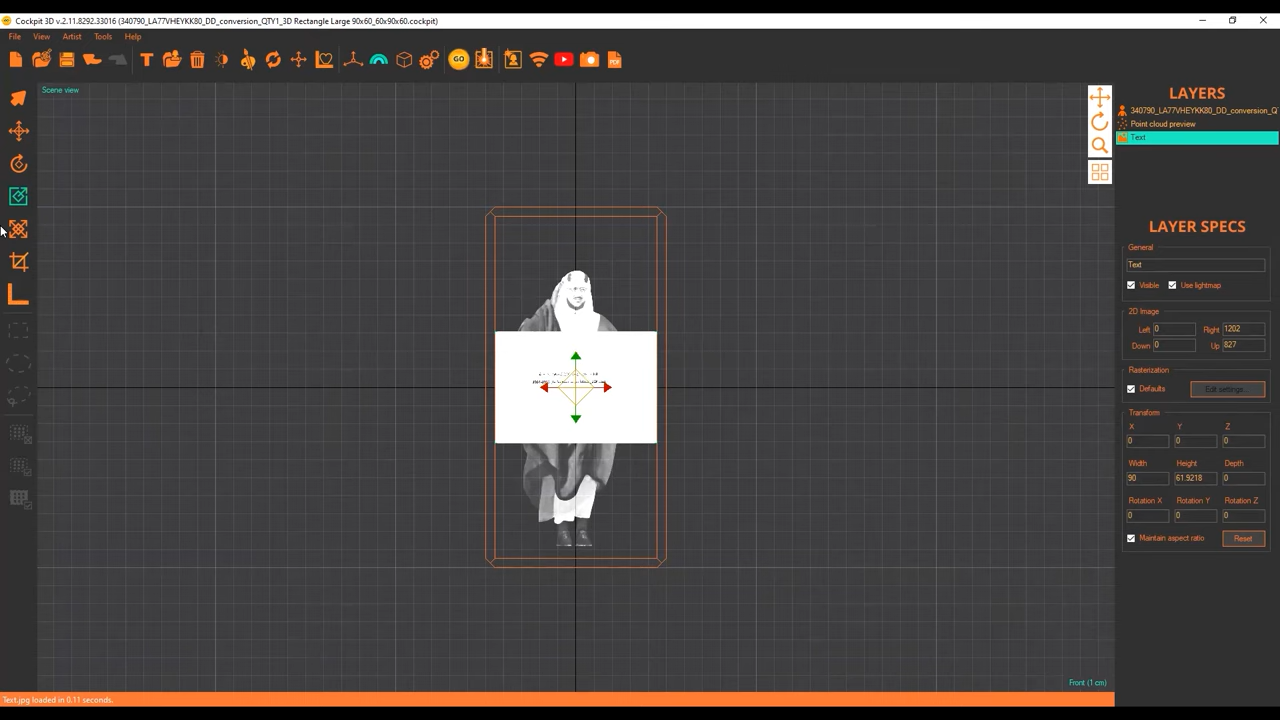 Cockpit 3D v.2.11.8292.33016 (340790_LA77VHEYKK80_DD_conversion_QTY1_3D Rectangle Large 90x60_60x90x60.cockpit)
File View Artist Tools Help
GO
PDF
Scene view
LAYERS
340790_LA77VHEYKK80_DD_conversion_Q
Point cloud preview
Text
LAYER SPECS
General
Text
Visible Use lightmap
2D Image
Left 0 Right 1202
Down 0 Up 827
Rasterization
Defaults Edit settings...
Transform
X Y Z
0 0 0
Width Height Depth
90 61.9218 0
Rotation X Rotation Y Rotation Z
0 0 0
Maintain aspect ratio Reset
Front (1 cm)
Text.jpg loaded in 0.11 seconds.